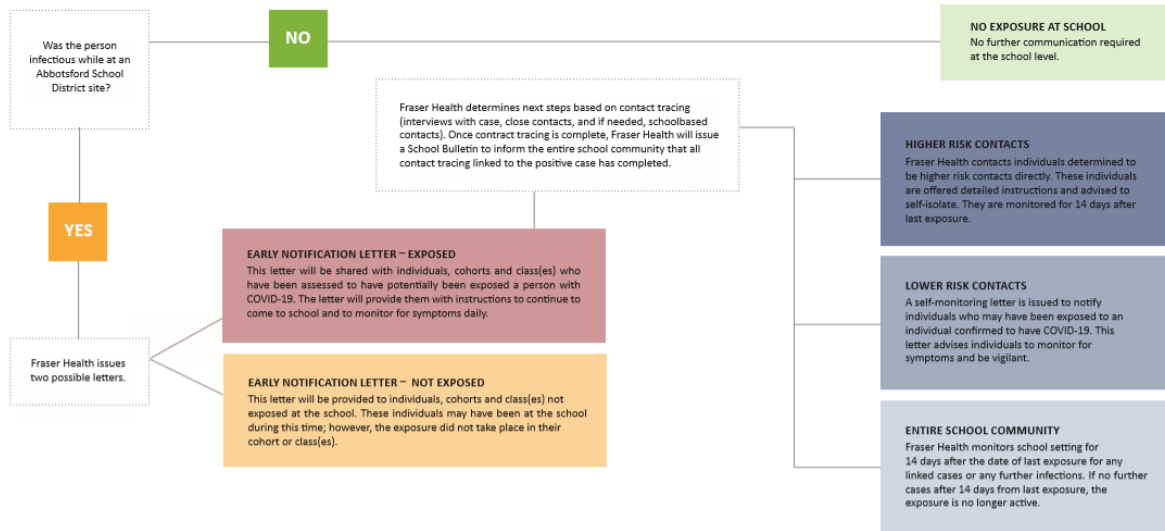 Was the person
infectious while at an
Abbotsford School
District site?
NO
NO EXPOSURE AT SCHOOL
No further communication required
at the school level.
YES
Fraser Health issues
two possible letters.
EARLY NOTIFICATION LETTER – EXPOSED
This letter will be shared with individuals, cohorts and class(es) who
have been assessed to have potentially been exposed a person with
COVID-19. The letter will provide them with instructions to continue to
come to school and to monitor for symptoms daily.
EARLY NOTIFICATION LETTER – NOT EXPOSED
This letter will be provided to individuals, cohorts and class(es) not
exposed at the school. These individuals may have been at the school
during this time; however, the exposure did not take place in their
cohort or class(es).
Fraser Health determines next steps based on contact tracing
(interviews with case, close contacts, and if needed, schoolbased
contacts). Once contract tracing is complete, Fraser Health will issue
a School Bulletin to inform the entire school community that all
contact tracing linked to the positive case has completed.
HIGHER RISK CONTACTS
Fraser Health contacts individuals determined to
be higher risk contacts directly. These individuals
are offered detailed instructions and advised to
self-isolate. They are monitored for 14 days after
last exposure.
LOWER RISK CONTACTS
A self-monitoring letter is issued to notify
individuals who may have been exposed to an
individual confirmed to have COVID-19. This
letter advises individuals to monitor for
symptoms and be vigilant.
ENTIRE SCHOOL COMMUNITY
Fraser Health monitors school setting for
14 days after the date of last exposure for any
linked cases or any further infections. If no further
cases after 14 days from last exposure, the
exposure is no longer active.